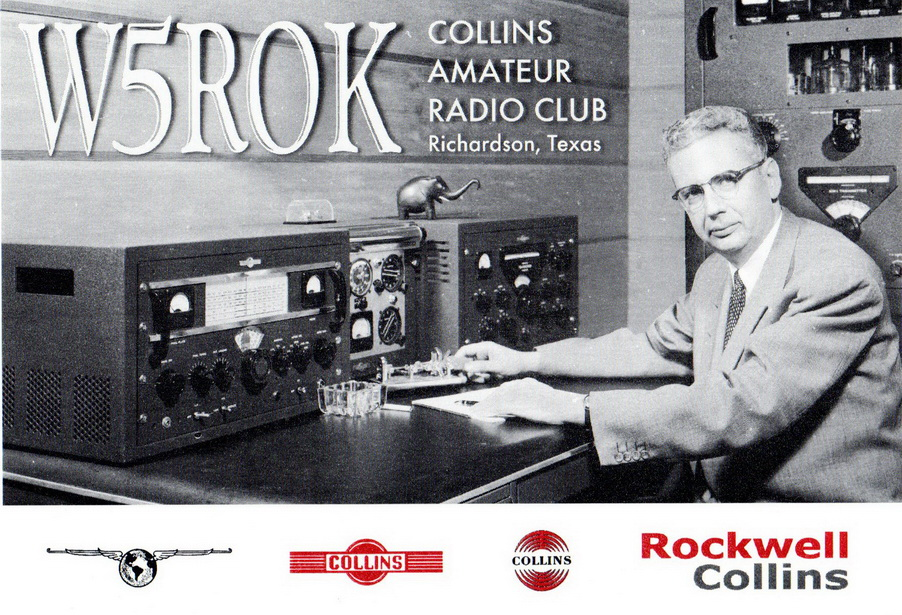 W5ROK
COLLINS
AMATEUR
RADIO CLUB
Richardson, Texas
COLLINS
COLLINS
Rockwell
Collins